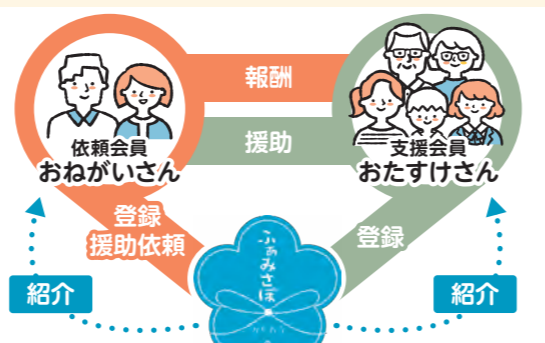 報酬
援助
依頼会員
おねがいさん
支援会員
おたすけさん
登録
援助依頼
登録
ふぁみさぽ
NEWS
紹介
紹介